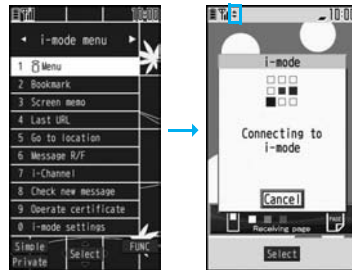 10:00
i-mode menu
1 Menu
2 Bookmark
3 Screen memo
4 Last URL
5 Go to location
6 Message R/F
7 i-Channel
8 Check new message
9 Operate certificate
0 i-mode settings
Simple
Private
Select
FUNC
10:00
i-mode
Connecting to
i-mode
Cancel
Receiving page
PAGE
Select